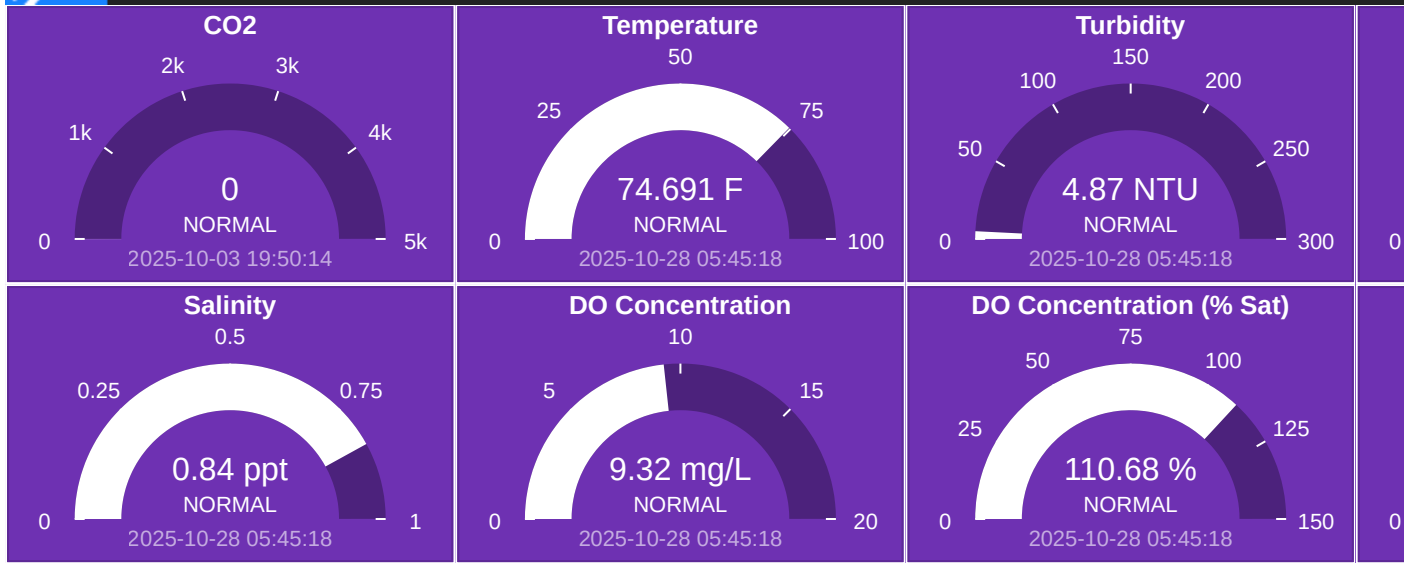 CO2
2k
3k
1k
4k
0
NORMAL
0
5k
2025-10-03 19:50:14
Temperature
50
25
75
74.691 F
NORMAL
0
100
2025-10-28 05:45:18
Turbidity
150
100
200
50
250
4.87 NTU
NORMAL
0
300
2025-10-28 05:45:18
0
Salinity
0.5
0.25
0.75
0.84 ppt
NORMAL
0
1
2025-10-28 05:45:18
DO Concentration
10
5
15
9.32 mg/L
NORMAL
0
20
2025-10-28 05:45:18
DO Concentration (% Sat)
75
50
100
25
125
110.68 %
NORMAL
0
150
2025-10-28 05:45:18
0